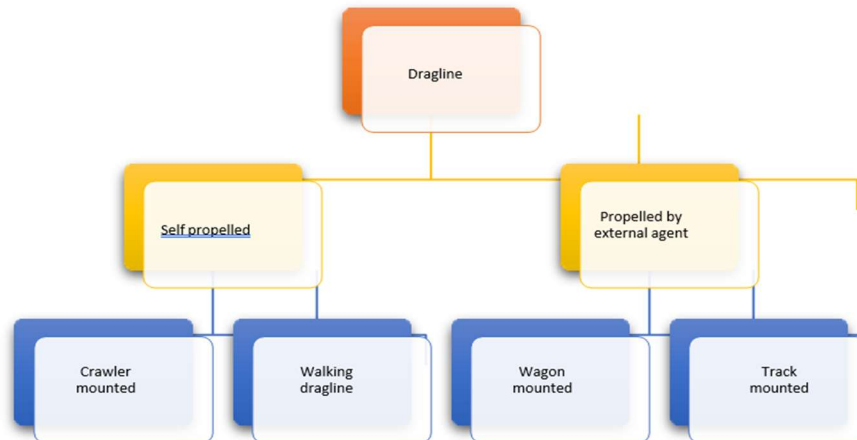 Dragline
Self propelled
Propelled by
external agent
Crawler
mounted
Walking
dragline
Wagon
mounted
Track
mounted